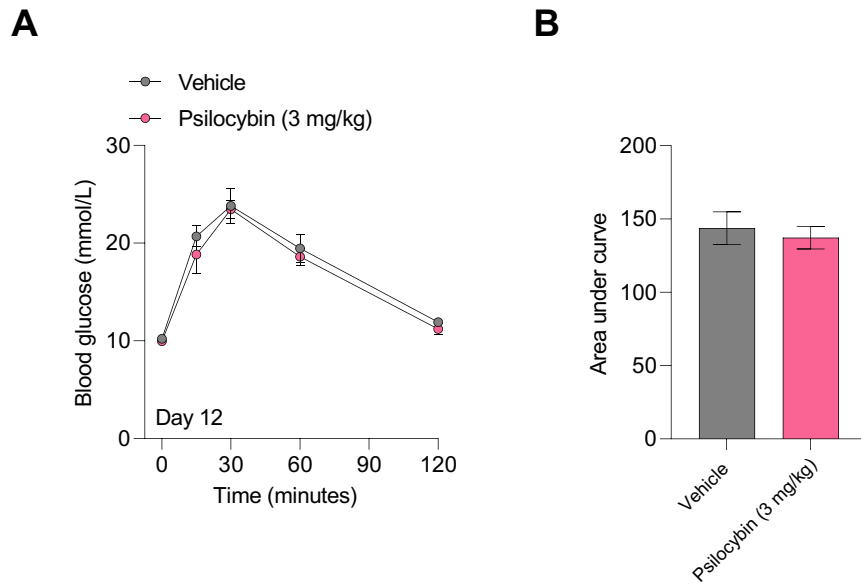 A
Vehicle
Psilocybin (3 mg/kg)
30
20
10
0
Blood glucose (mmol/L)
Day 12
0 30 60 90 120
Time (minutes)
B
200
150
100
50
0
Area under curve
Vehicle
Psilocybin (3 mg/kg)